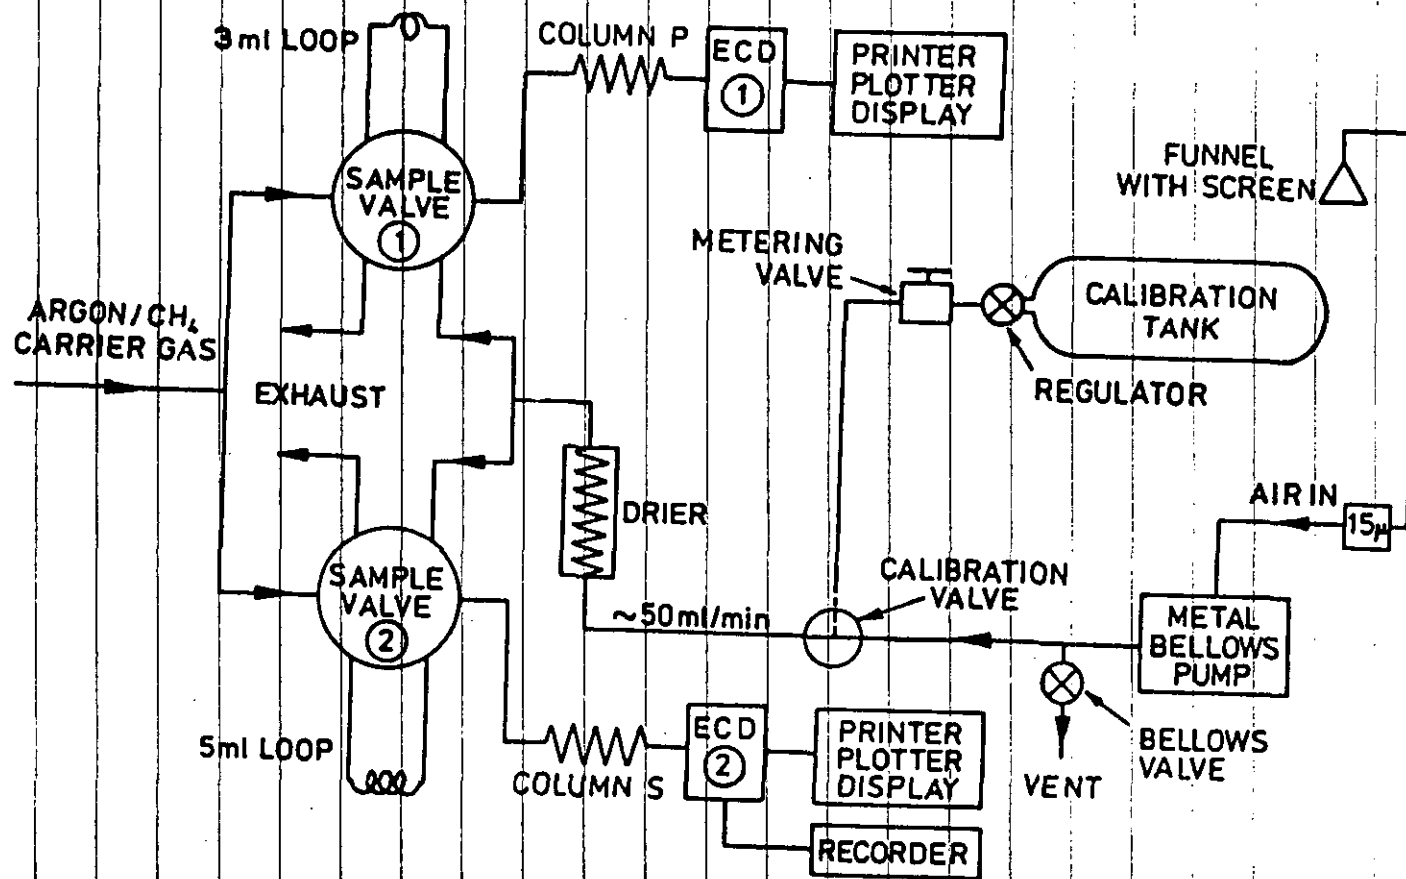 3ml LOOP
COLUMN P
ECD
1
PRINTER
PLOTTER
DISPLAY
FUNNEL
WITH SCREEN
SAMPLE
VALVE
1
METERING
VALVE
CALIBRATION
TANK
REGULATOR
ARGON/CH4
CARRIER GAS
EXHAUST
DRIER
AIR IN
15μ
SAMPLE
VALVE
2
CALIBRATION
VALVE
~50ml/min
METAL
BELLOWS
PUMP
5ml LOOP
COLUMN S
ECD
2
PRINTER
PLOTTER
DISPLAY
VENT
BELLOWS
VALVE
RECORDER